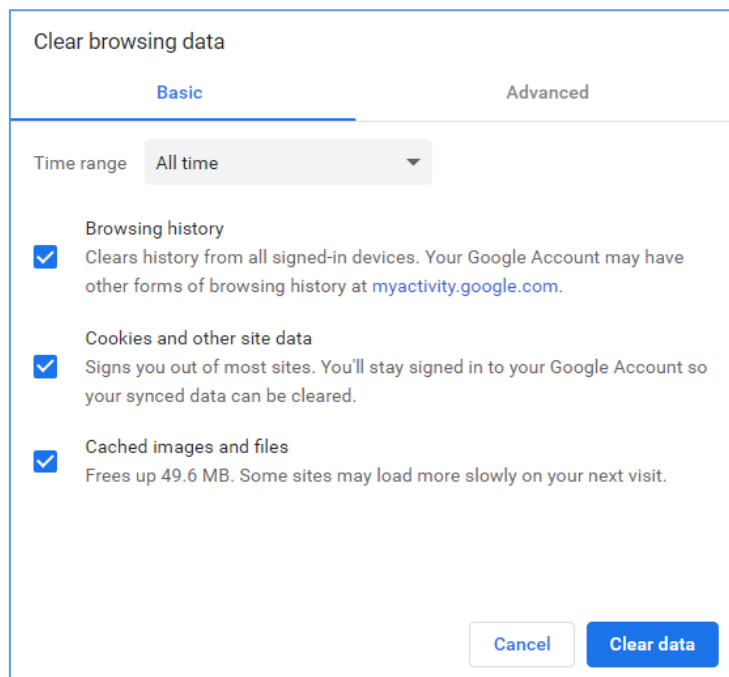 Clear browsing data
Basic
Advanced
Time range
All time
Browsing history
Clears history from all signed-in devices. Your Google Account may have
other forms of browsing history at myactivity.google.com.
Cookies and other site data
Signs you out of most sites. You'll stay signed in to your Google Account so
your synced data can be cleared.
Cached images and files
Frees up 49.6 MB. Some sites may load more slowly on your next visit.
Cancel
Clear data